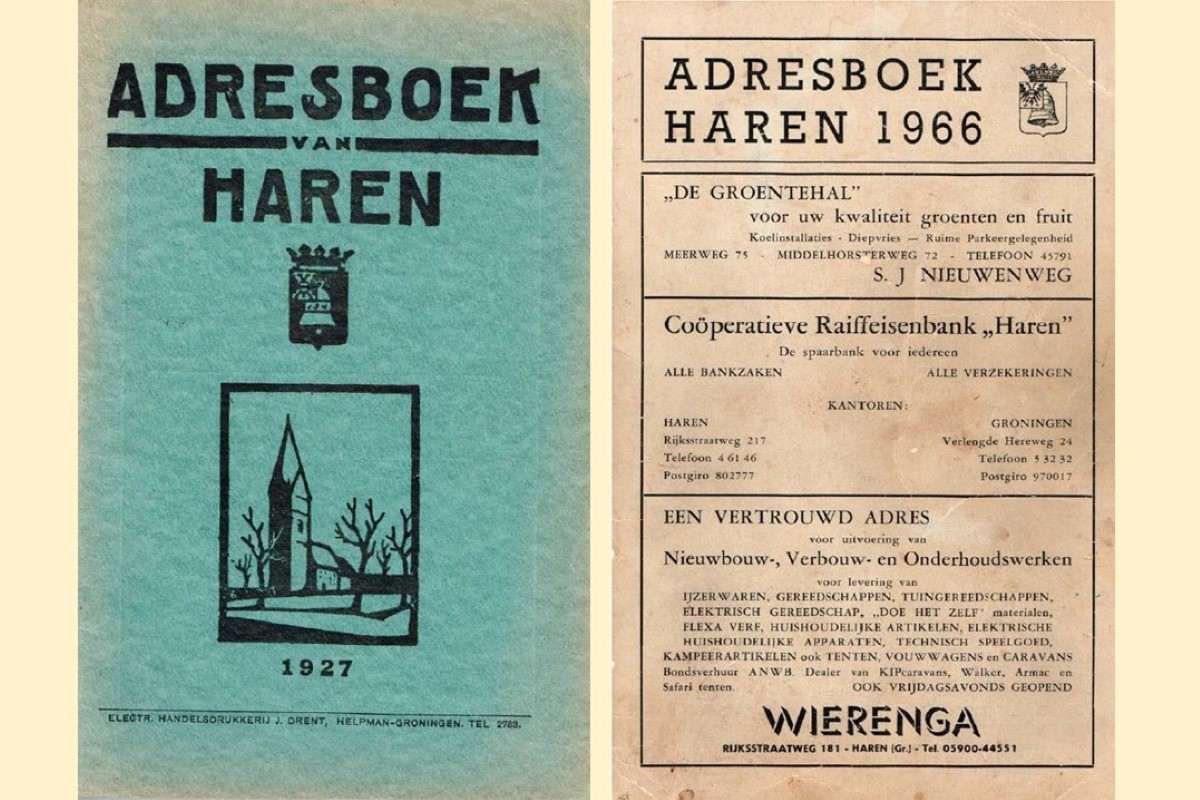 ADRESBOEK
VAN
HAREN
1927
ELECTR. HANDELSDRUKKERIJ J. DRENT, HELPMAN-GRONINGEN. TEL 2783.
ADRESBOEK
HAREN 1966
„DE GROENTEHAL”
voor uw kwaliteit groenten en fruit
Koelinstallaties - Diepvries — Ruime Parkeergelegenheid
MEERWEG 75 - MIDDELHORSTERWEG 72 - TELEFOON 45791
S. J NIEUWENWEG
Coöperatieve Raiffeisenbank „Haren”
De spaarbank voor iedereen
ALLE BANKZAKEN ALLE VERZEKERINGEN
KANTOREN:
HAREN GRONINGEN
Rijksstraatweg 217 Verlengde Hereweg 24
Telefoon 4 61 46 Telefoon 5 32 32
Postgiro 802777 Postgiro 970017
EEN VERTROUWD ADRES
voor uitvoering van
Nieuwbouw-, Verbouw- en Onderhoudswerken
voor levering van
IJZERWAREN, GEREEDSCHAPPEN, TUINGEREEDSCHAPPEN,
ELEKTRISCH GEREEDSCHAP, „DOE HET ZELF' materialen,
FLEXA VERF, HUISHOUDELIJKE ARTIKELEN, ELEKTRISCHE
HUISHOUDELIJKE APPARATEN, TECHNISCH SPEELGOED,
KAMPEERARTIKELEN ook TENTEN, VOUWWAGENS en CARAVANS
Bondsverhuur ANWB. Dealer van KIPcaravans, Walker, Armac en
Safari tenten. OOK VRIJDAGSAVONDS GEOPEND
WIERENGA
RIJKSSTRAATWEG 181 - HAREN (Gr.) - Tel. 05900-44551